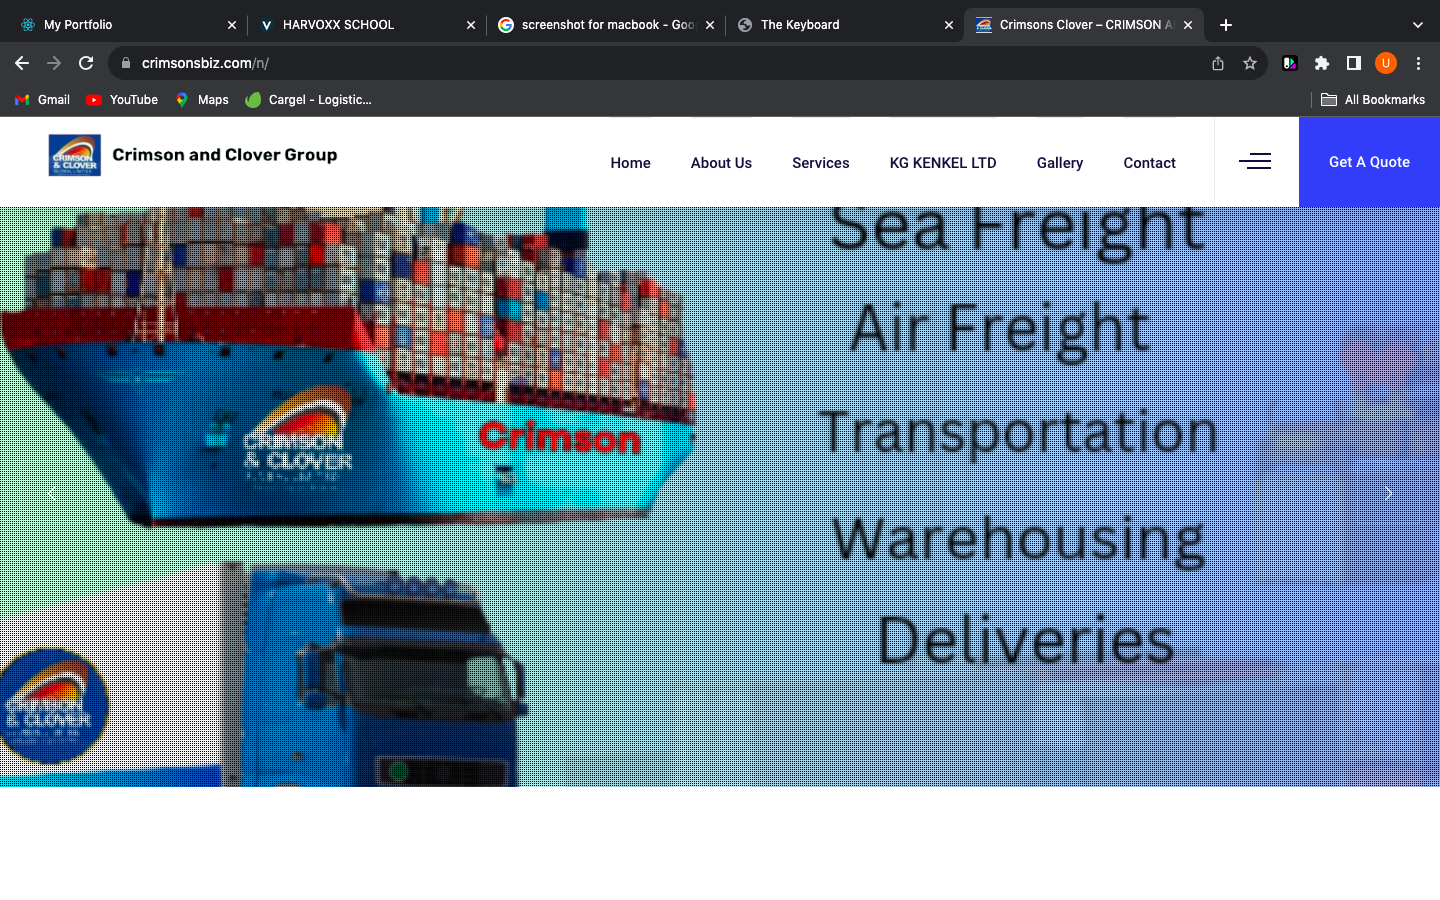 My Portfolio
HARVOXX SCHOOL
screenshot for macbook - Goo
The Keyboard
Crimsons Clover – CRIMSON A
crimsonsbiz.com/n/
U
Gmail
YouTube
Maps
Cargel - Logistic...
All Bookmarks
CRIMSON
& CLOVER
Crimson and Clover Group
Home
About Us
Services
KG KENKEL LTD
Gallery
Contact
Get A Quote
Sea Freight
Air Freight
Transportation
Warehousing
Deliveries
CRIMSON
& CLOVER
Crimson
CRIMSON
& CLOVER